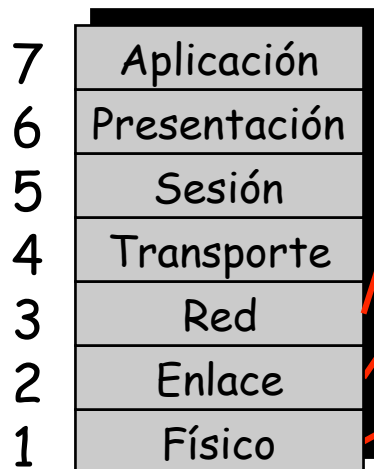 7 Aplicación
6 Presentación
5 Sesión
4 Transporte
3 Red
2 Enlace
1 Físico